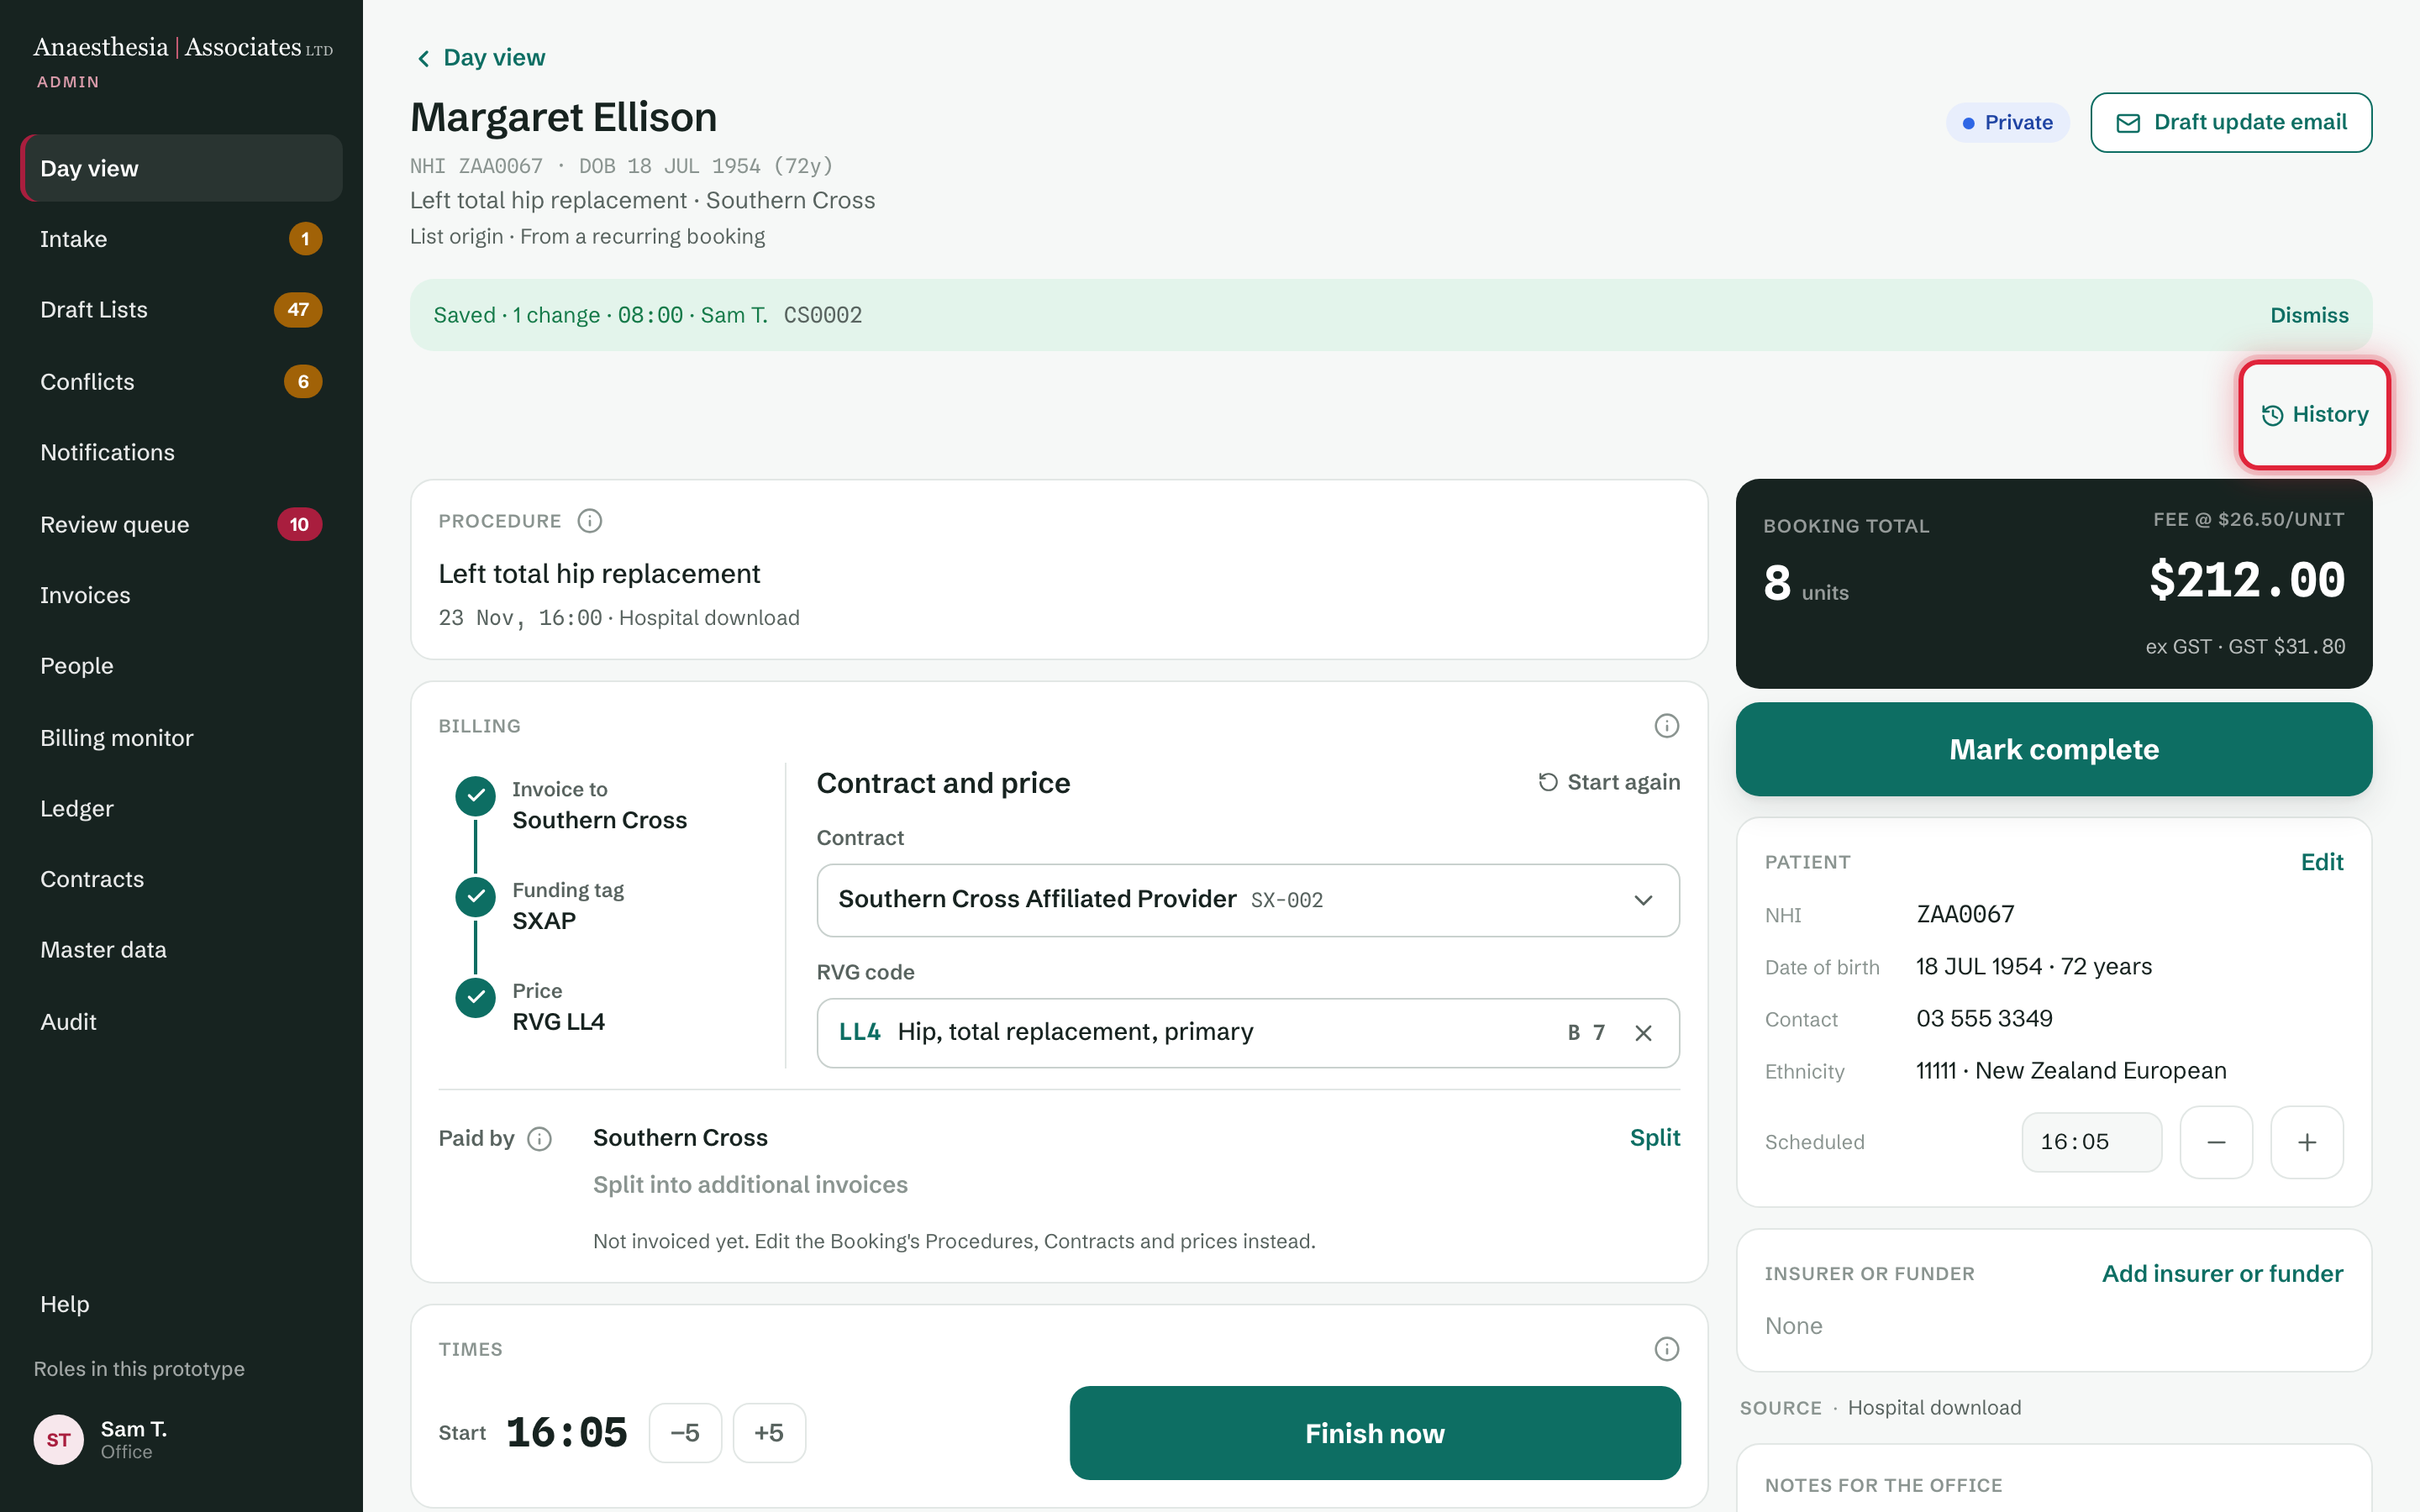 Anaesthesia | Associates LTD
ADMIN
Day view
Intake 1
Draft Lists 47
Conflicts 6
Notifications
Review queue 10
Invoices
People
Billing monitor
Ledger
Contracts
Master data
Audit
Help
Roles in this prototype
ST
Sam T.
Office
Day view
Margaret Ellison
NHI ZAA0067 · DOB 18 JUL 1954 (72y)
Left total hip replacement · Southern Cross
List origin · From a recurring booking
Private
Draft update email
Saved · 1 change · 08:00 · Sam T. CS0002
Dismiss
History
PROCEDURE
Left total hip replacement
23 Nov, 16:00 · Hospital download
BILLING
Invoice to
Southern Cross
Funding tag
SXAP
Price
RVG LL4
Contract and price
Start again
Contract
Southern Cross Affiliated Provider SX-002
RVG code
LL4 Hip, total replacement, primary B 7
Paid by
Southern Cross
Split
Split into additional invoices
Not invoiced yet. Edit the Booking's Procedures, Contracts and prices instead.
TIMES
Start 16:05 −5 +5
Finish now
BOOKING TOTAL
FEE @ $26.50/UNIT
8 units
$212.00
ex GST · GST $31.80
Mark complete
PATIENT
Edit
NHI ZAA0067
Date of birth 18 JUL 1954 · 72 years
Contact 03 555 3349
Ethnicity 11111 · New Zealand European
Scheduled 16:05 − +
INSURER OR FUNDER
Add insurer or funder
None
SOURCE · Hospital download
NOTES FOR THE OFFICE